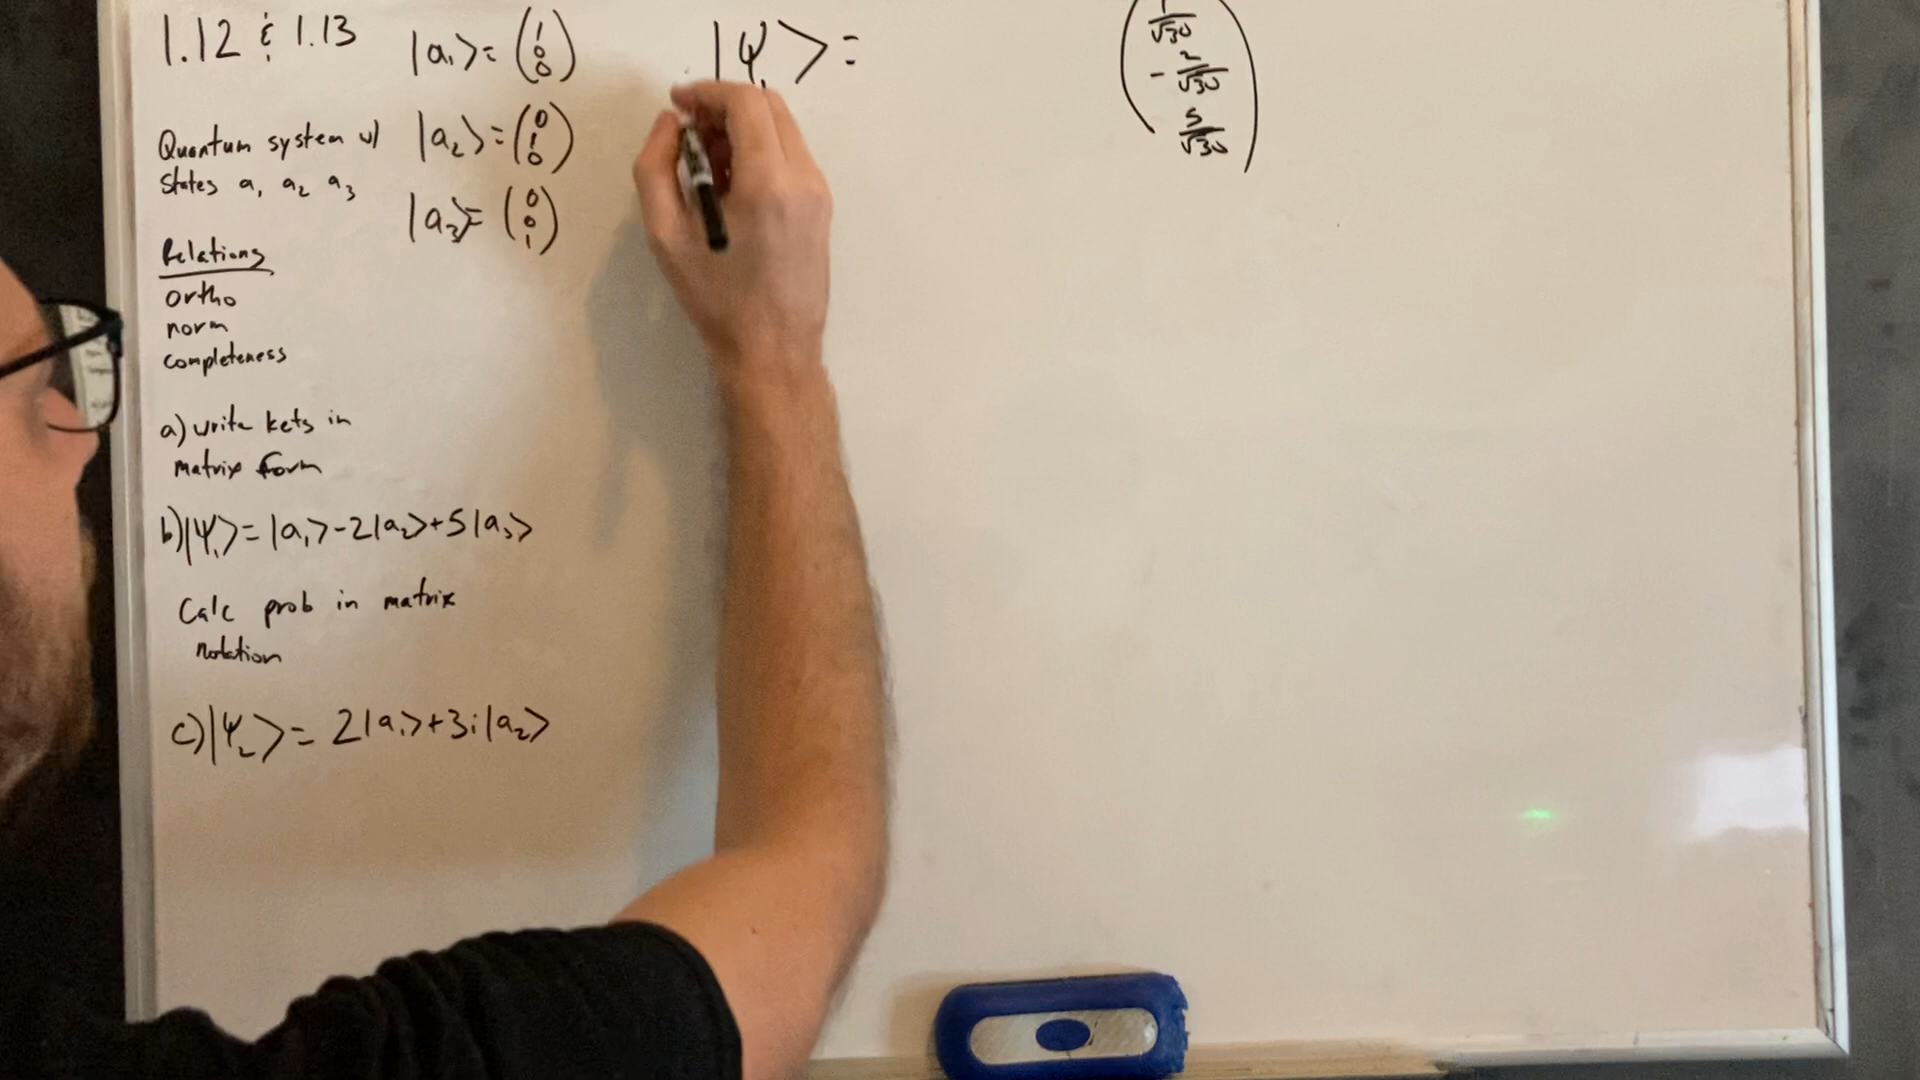 1.12 & 1.13
|a₁⟩ = (1 0 0)
Quantum system w/
states a₁ a₂ a₃
|a₂⟩ = (0 1 0)
|a₃⟩ = (0 0 1)
Relations
ortho
norm
completeness
a) write kets in
matrix form
b) |Ψ₁⟩ = |a₁⟩ - 2|a₂⟩ + 5|a₃⟩
Calc prob in matrix
notation
c) |Ψ₂⟩ = 2|a₁⟩ + 3i|a₂⟩
|Ψ₁⟩ =
(1/√30
- 2/√30
5/√30)